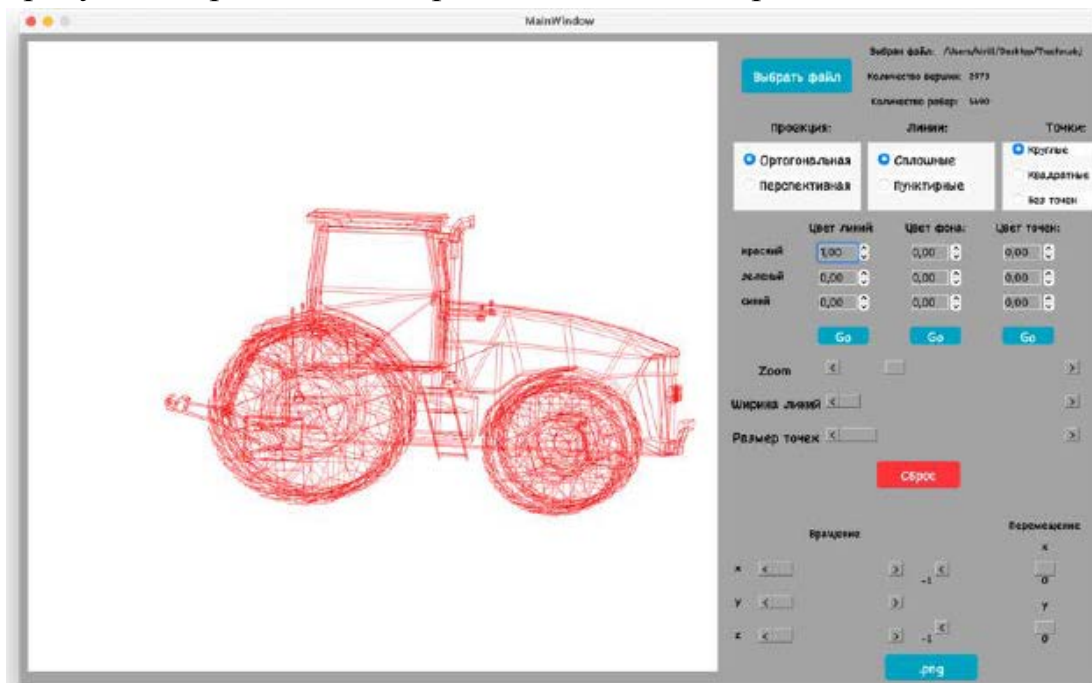 MainWindow
Выбрать файл
Выбран файл:
Количество вершин: 2973
Количество ребер:
Проекция: Линии: Точки:
Ортогональная Сплошные Круглые
Перспективная Пунктирные Квадратные
Без точек
Цвет линий Цвет фона: Цвет точек:
красный 1,00 0,00 0,00
зеленый 0,00 0,00 0,00
синий 0,00 0,00 0,00
Go Go Go
Zoom
Ширина линий
Размер точек
Сброс
Вращение Перемещение
x
x -1 0
y y
z -1 0
.png